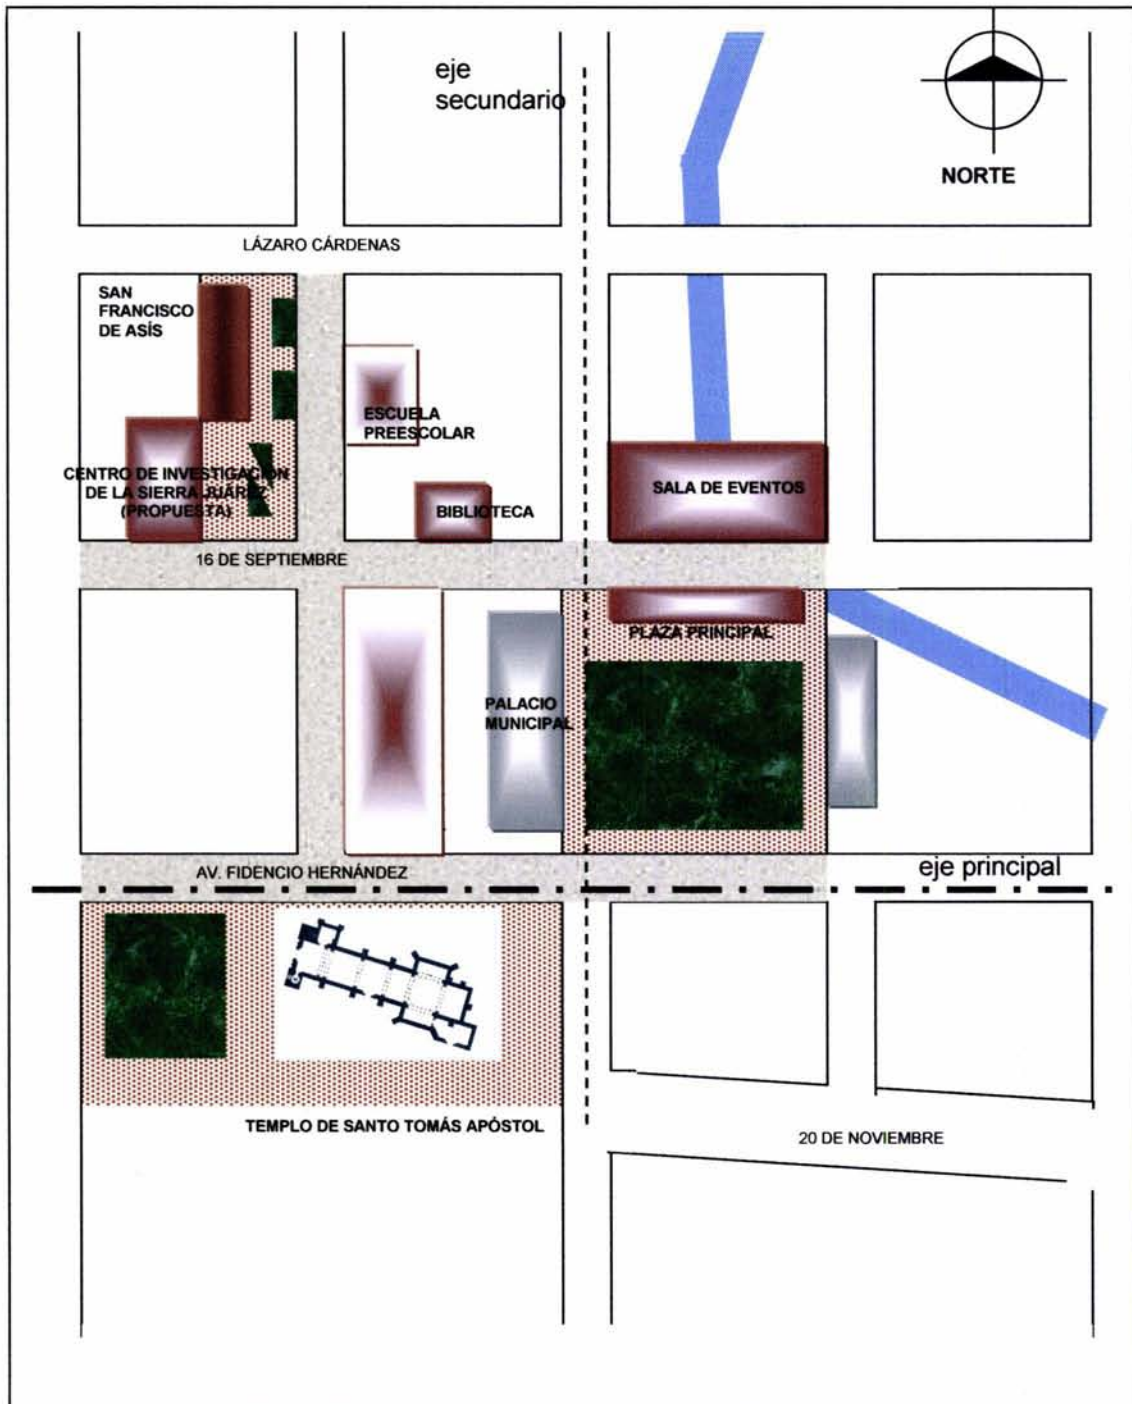 eje
secundario
NORTE
LÁZARO CÁRDENAS
SAN
FRANCISCO
DE ASÍS
ESCUELA
PREESCOLAR
CENTRO DE INVESTIGACIÓN
DE LA SIERRA JUÁREZ
(PROPUESTA)
BIBLIOTECA
SALA DE EVENTOS
16 DE SEPTIEMBRE
PLAZA PRINCIPAL
PALACIO
MUNICIPAL
AV. FIDENCIO HERNÁNDEZ
eje principal
TEMPLO DE SANTO TOMÁS APÓSTOL
20 DE NOVIEMBRE